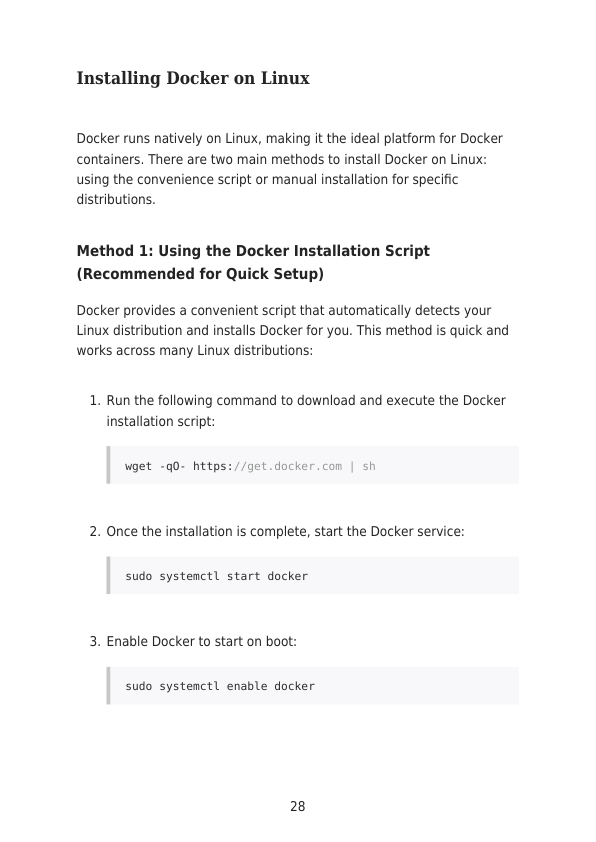 Installing Docker on Linux
Docker runs natively on Linux, making it the ideal platform for Docker
containers. There are two main methods to install Docker on Linux:
using the convenience script or manual installation for specific
distributions.
Method 1: Using the Docker Installation Script
(Recommended for Quick Setup)
Docker provides a convenient script that automatically detects your
Linux distribution and installs Docker for you. This method is quick and
works across many Linux distributions:
1. Run the following command to download and execute the Docker
installation script:
wget -qO- https://get.docker.com | sh
2. Once the installation is complete, start the Docker service:
sudo systemctl start docker
3. Enable Docker to start on boot:
sudo systemctl enable docker
28